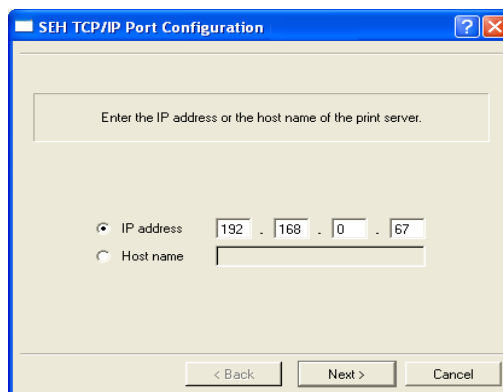 SEH TCP/IP Port Configuration
Enter the IP address or the host name of the print server.
IP address 192 . 168 . 0 . 67
Host name
< Back Next > Cancel